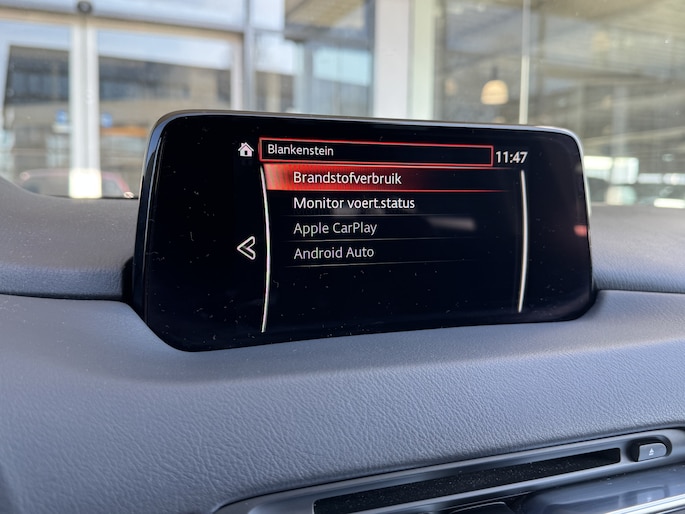 Blankenstein
11:47
Brandstofverbruik
Monitor voert.status
Apple CarPlay
Android Auto